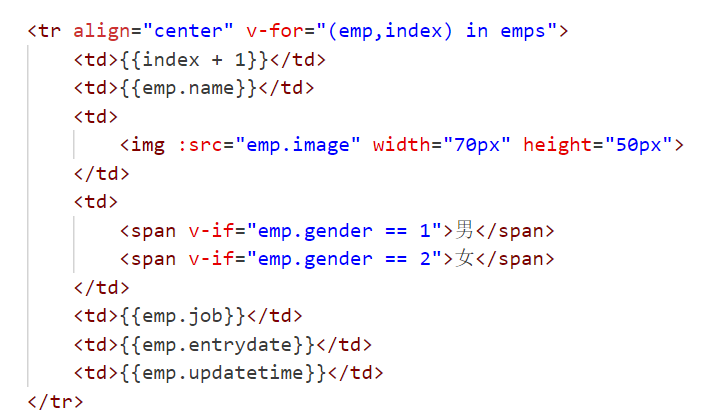 <tr align="center" v-for="(emp,index) in emps">
    <td>{{index + 1}}</td>
    <td>{{emp.name}}</td>
    <td>
        <img :src="emp.image" width="70px" height="50px">
    </td>
    <td>
        <span v-if="emp.gender == 1">男</span>
        <span v-if="emp.gender == 2">女</span>
    </td>
    <td>{{emp.job}}</td>
    <td>{{emp.entrydate}}</td>
    <td>{{emp.updatetime}}</td>
</tr>